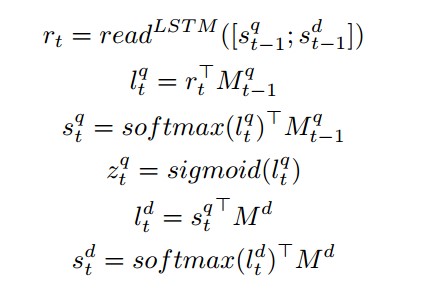 r_t = read^{LSTM}([s^q_{t-1}; s^d_{t-1}])
l^q_t = r_t^⊤ M^q_{t-1}
s^q_t = softmax(l^q_t)^⊤ M^q_{t-1}
z^q_t = sigmoid(l^q_t)
l^d_t = s^q_t^⊤ M^d
s^d_t = softmax(l^d_t)^⊤ M^d